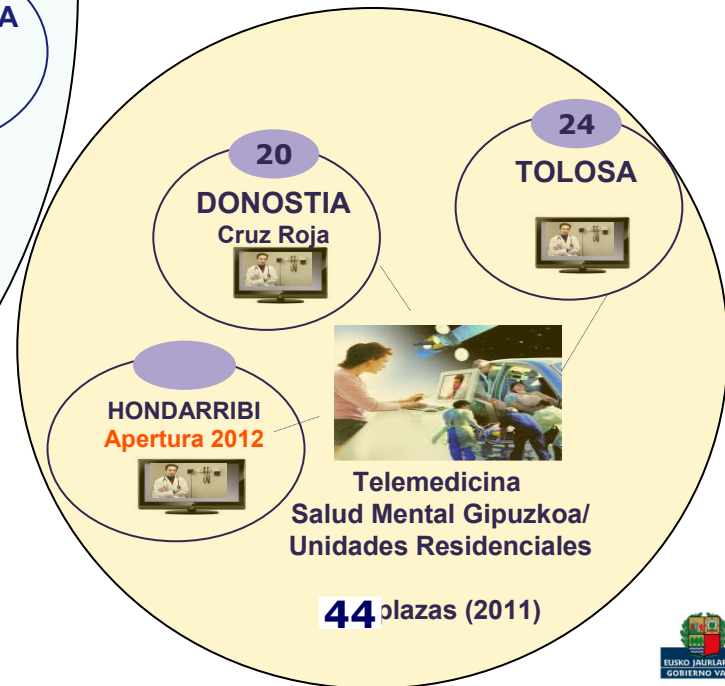 A
20
DONOSTIA
Cruz Roja
24
TOLOSA
HONDARRIBI
Apertura 2012
Telemedicina
Salud Mental Gipuzkoa/
Unidades Residenciales
44 plazas (2011)
EUSKO JAURLAR
GOBIERNO VA